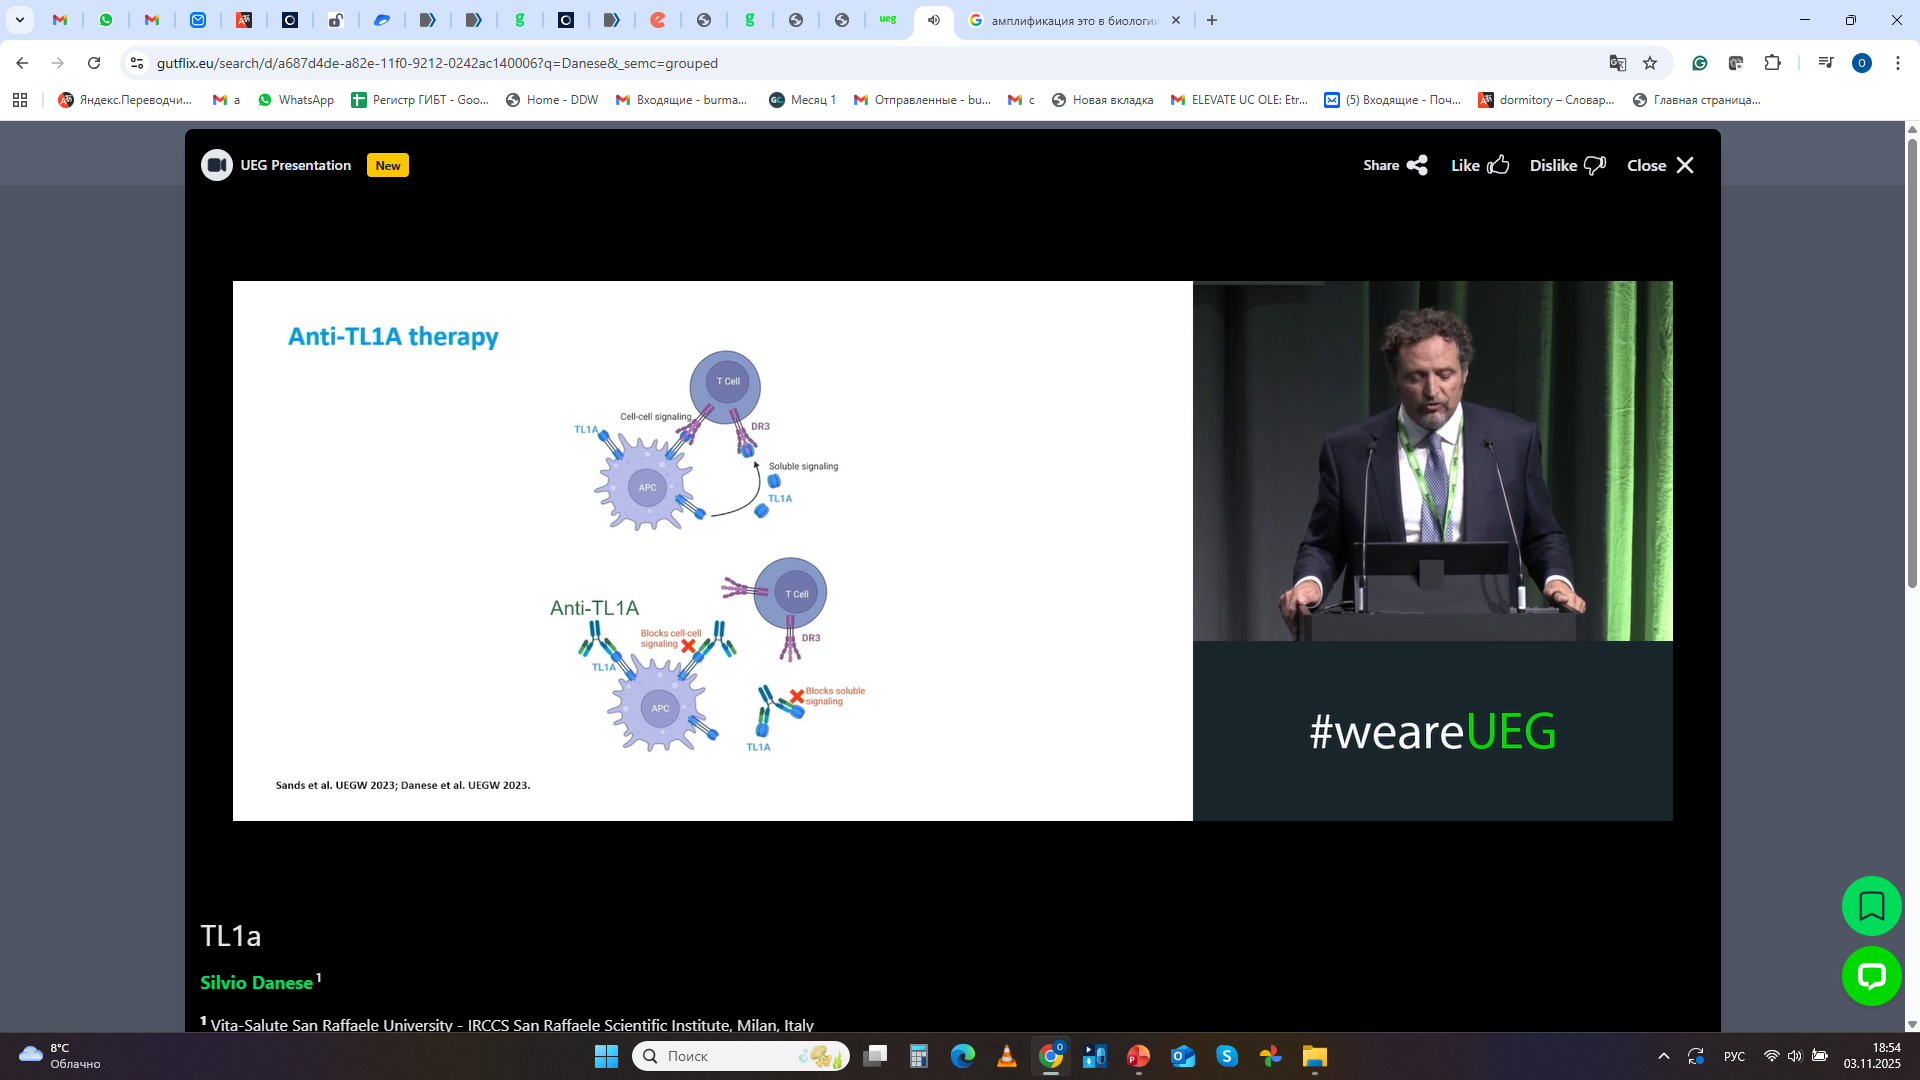 амплификация это в биологии
gutflix.eu/search/d/a687d4de-a82e-11f0-9212-0242ac140006?q=Danese&_semc=grouped
Яндекс.Переводчи...
а
WhatsApp
Регистр ГИБТ - Goo...
Home - DDW
Входящие - burma...
Месяц 1
Отправленные - bu...
с
Новая вкладка
ELEVATE UC OLE: Etr...
(5) Входящие - Поч...
dormitory – Словар...
Главная страница...
UEG Presentation
New
Share
Like
Dislike
Close
Anti-TL1A therapy
T Cell
Cell-cell signaling
TL1A
DR3
Soluble signaling
APC
TL1A
T Cell
Anti-TL1A
Blocks cell-cell
signaling
DR3
TL1A
Blocks soluble
signaling
APC
TL1A
Sands et al. UEGW 2023; Danese et al. UEGW 2023.
#weareUEG
TL1a
Silvio Danese 1
1 Vita-Salute San Raffaele University - IRCCS San Raffaele Scientific Institute, Milan, Italy
8°C
Облачно
Поиск
РУС
18:54
03.11.2025